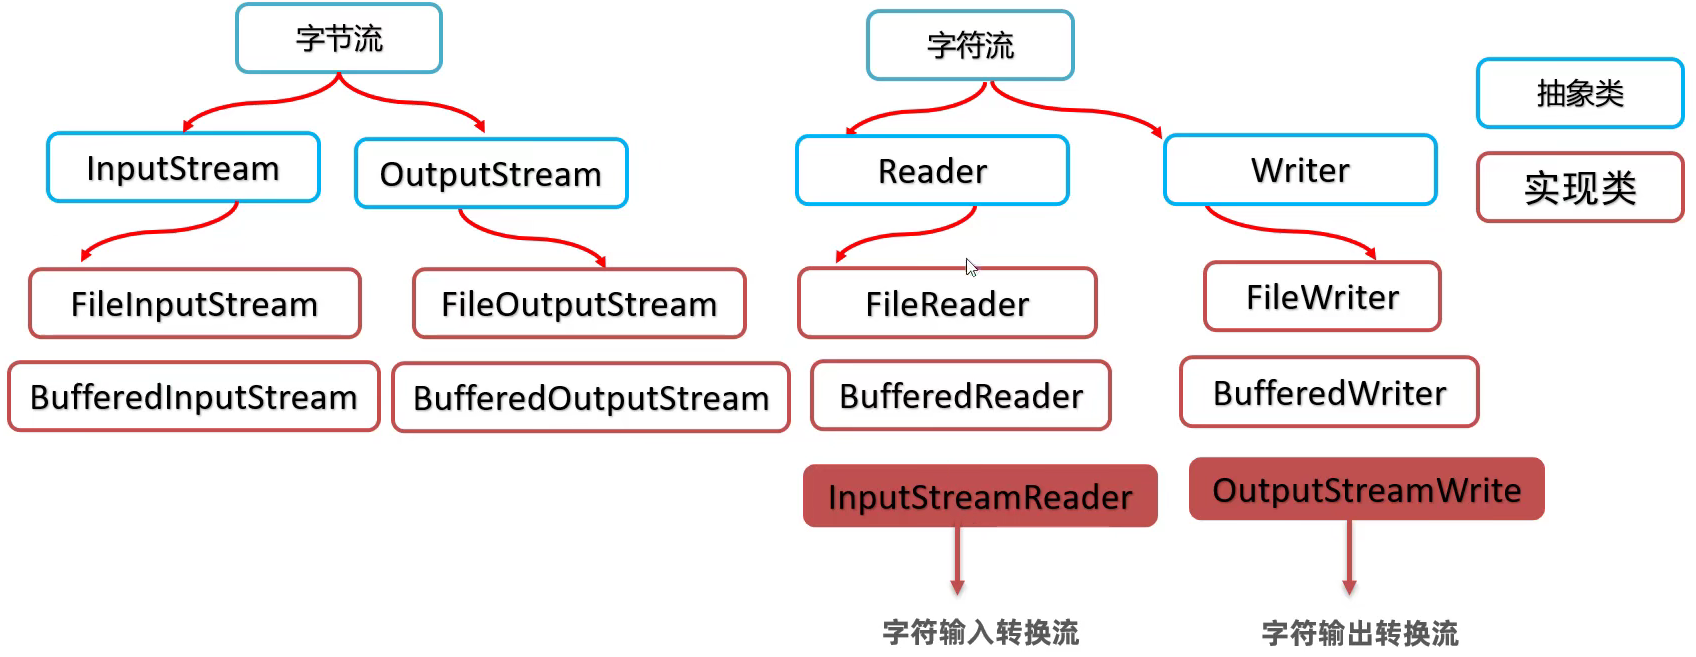 字节流
字符流
抽象类
InputStream
OutputStream
Reader
Writer
实现类
FileInputStream
FileOutputStream
FileReader
FileWriter
BufferedInputStream
BufferedOutputStream
BufferedReader
BufferedWriter
InputStreamReader
OutputStreamWrite
字符输入转换流
字符输出转换流